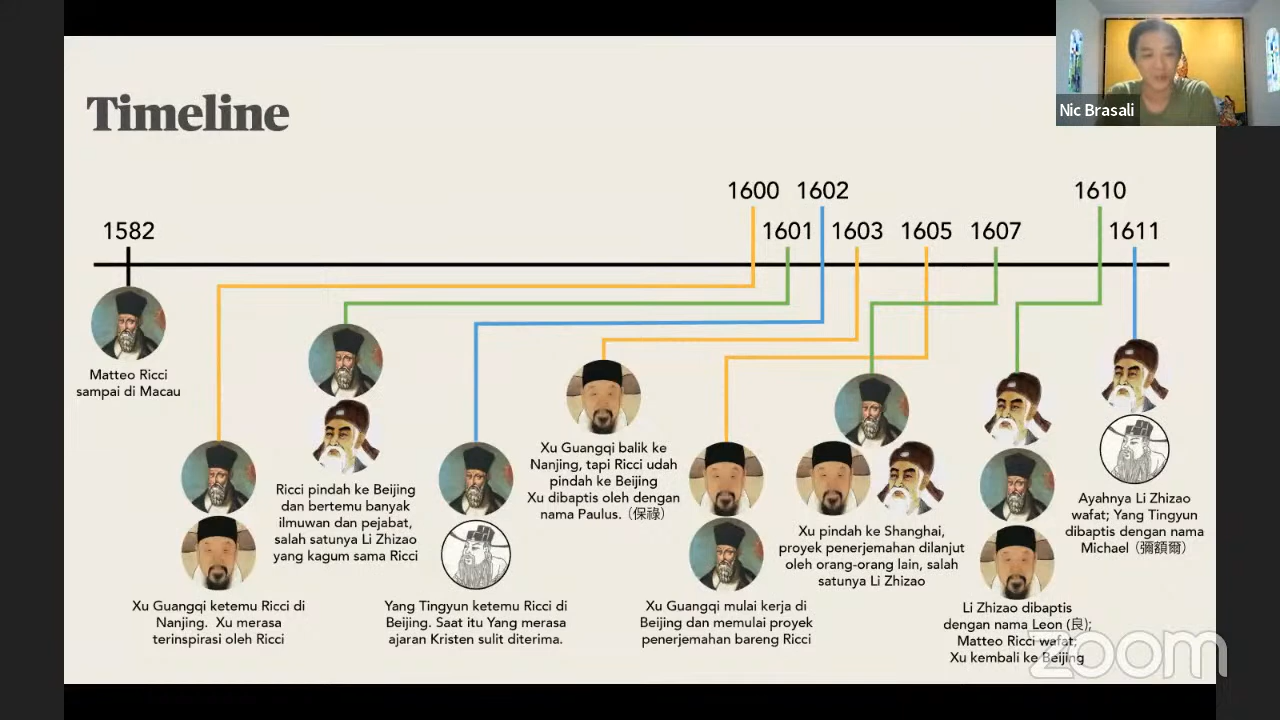 Nic Brasali
Timeline
1600
1602
1610
1582
1601
1603
1605
1607
1611
Matteo Ricci
sampai di Macau
Xu Guangqi ketemu Ricci di
Nanjing. Xu merasa
terinspirasi oleh Ricci
Ricci pindah ke Beijing
dan bertemu banyak
ilmuwan dan pejabat,
salah satunya Li Zhizao
yang kagum sama Ricci
Yang Tingyun ketemu Ricci di
Beijing. Saat itu Yang merasa
ajaran Kristen sulit diterima.
Xu Guangqi balik ke
Nanjing, tapi Ricci udah
pindah ke Beijing
Xu dibaptis oleh dengan
nama Paulus. (保祿)
Xu Guangqi mulai kerja di
Beijing dan memulai proyek
penerjemahan bareng Ricci
Xu pindah ke Shanghai,
proyek penerjemahan dilanjut
oleh orang-orang lain, salah
satunya Li Zhizao
Li Zhizao dibaptis
dengan nama Leon (良);
Matteo Ricci wafat;
Xu kembali ke Beijing
Ayahnya Li Zhizao
wafat; Yang Tingyun
dibaptis dengan nama
Michael (彌額爾)
zoom